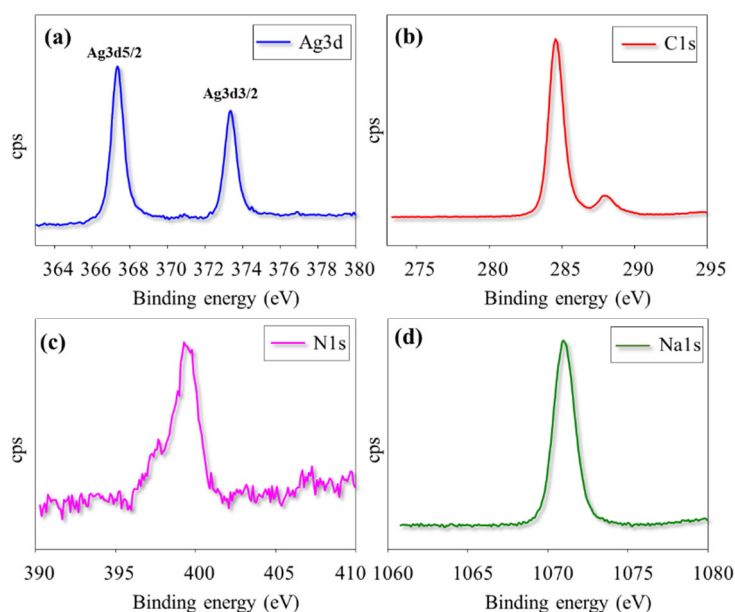 (a)
Ag3d5/2
Ag3d3/2
Ag3d
cps
364 366 368 370 372 374 376 378 380
Binding energy (eV)
(b)
C1s
cps
275 280 285 290 295
Binding energy (eV)
(c)
N1s
cps
390 395 400 405 410
Binding energy (eV)
(d)
Na1s
cps
1060 1065 1070 1075 1080
Binding energy (eV)